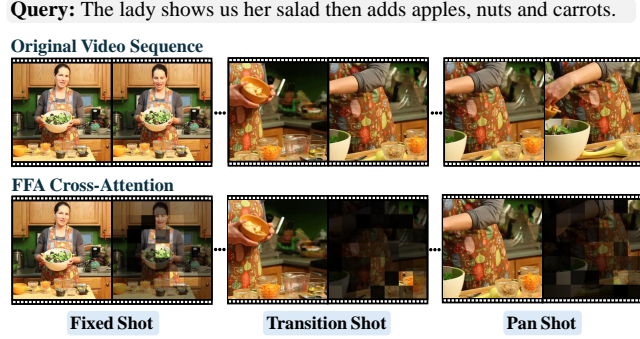 Query: The lady shows us her salad then adds apples, nuts and carrots.
Original Video Sequence
... ...
FFA Cross-Attention
... ...
Fixed Shot Transition Shot Pan Shot